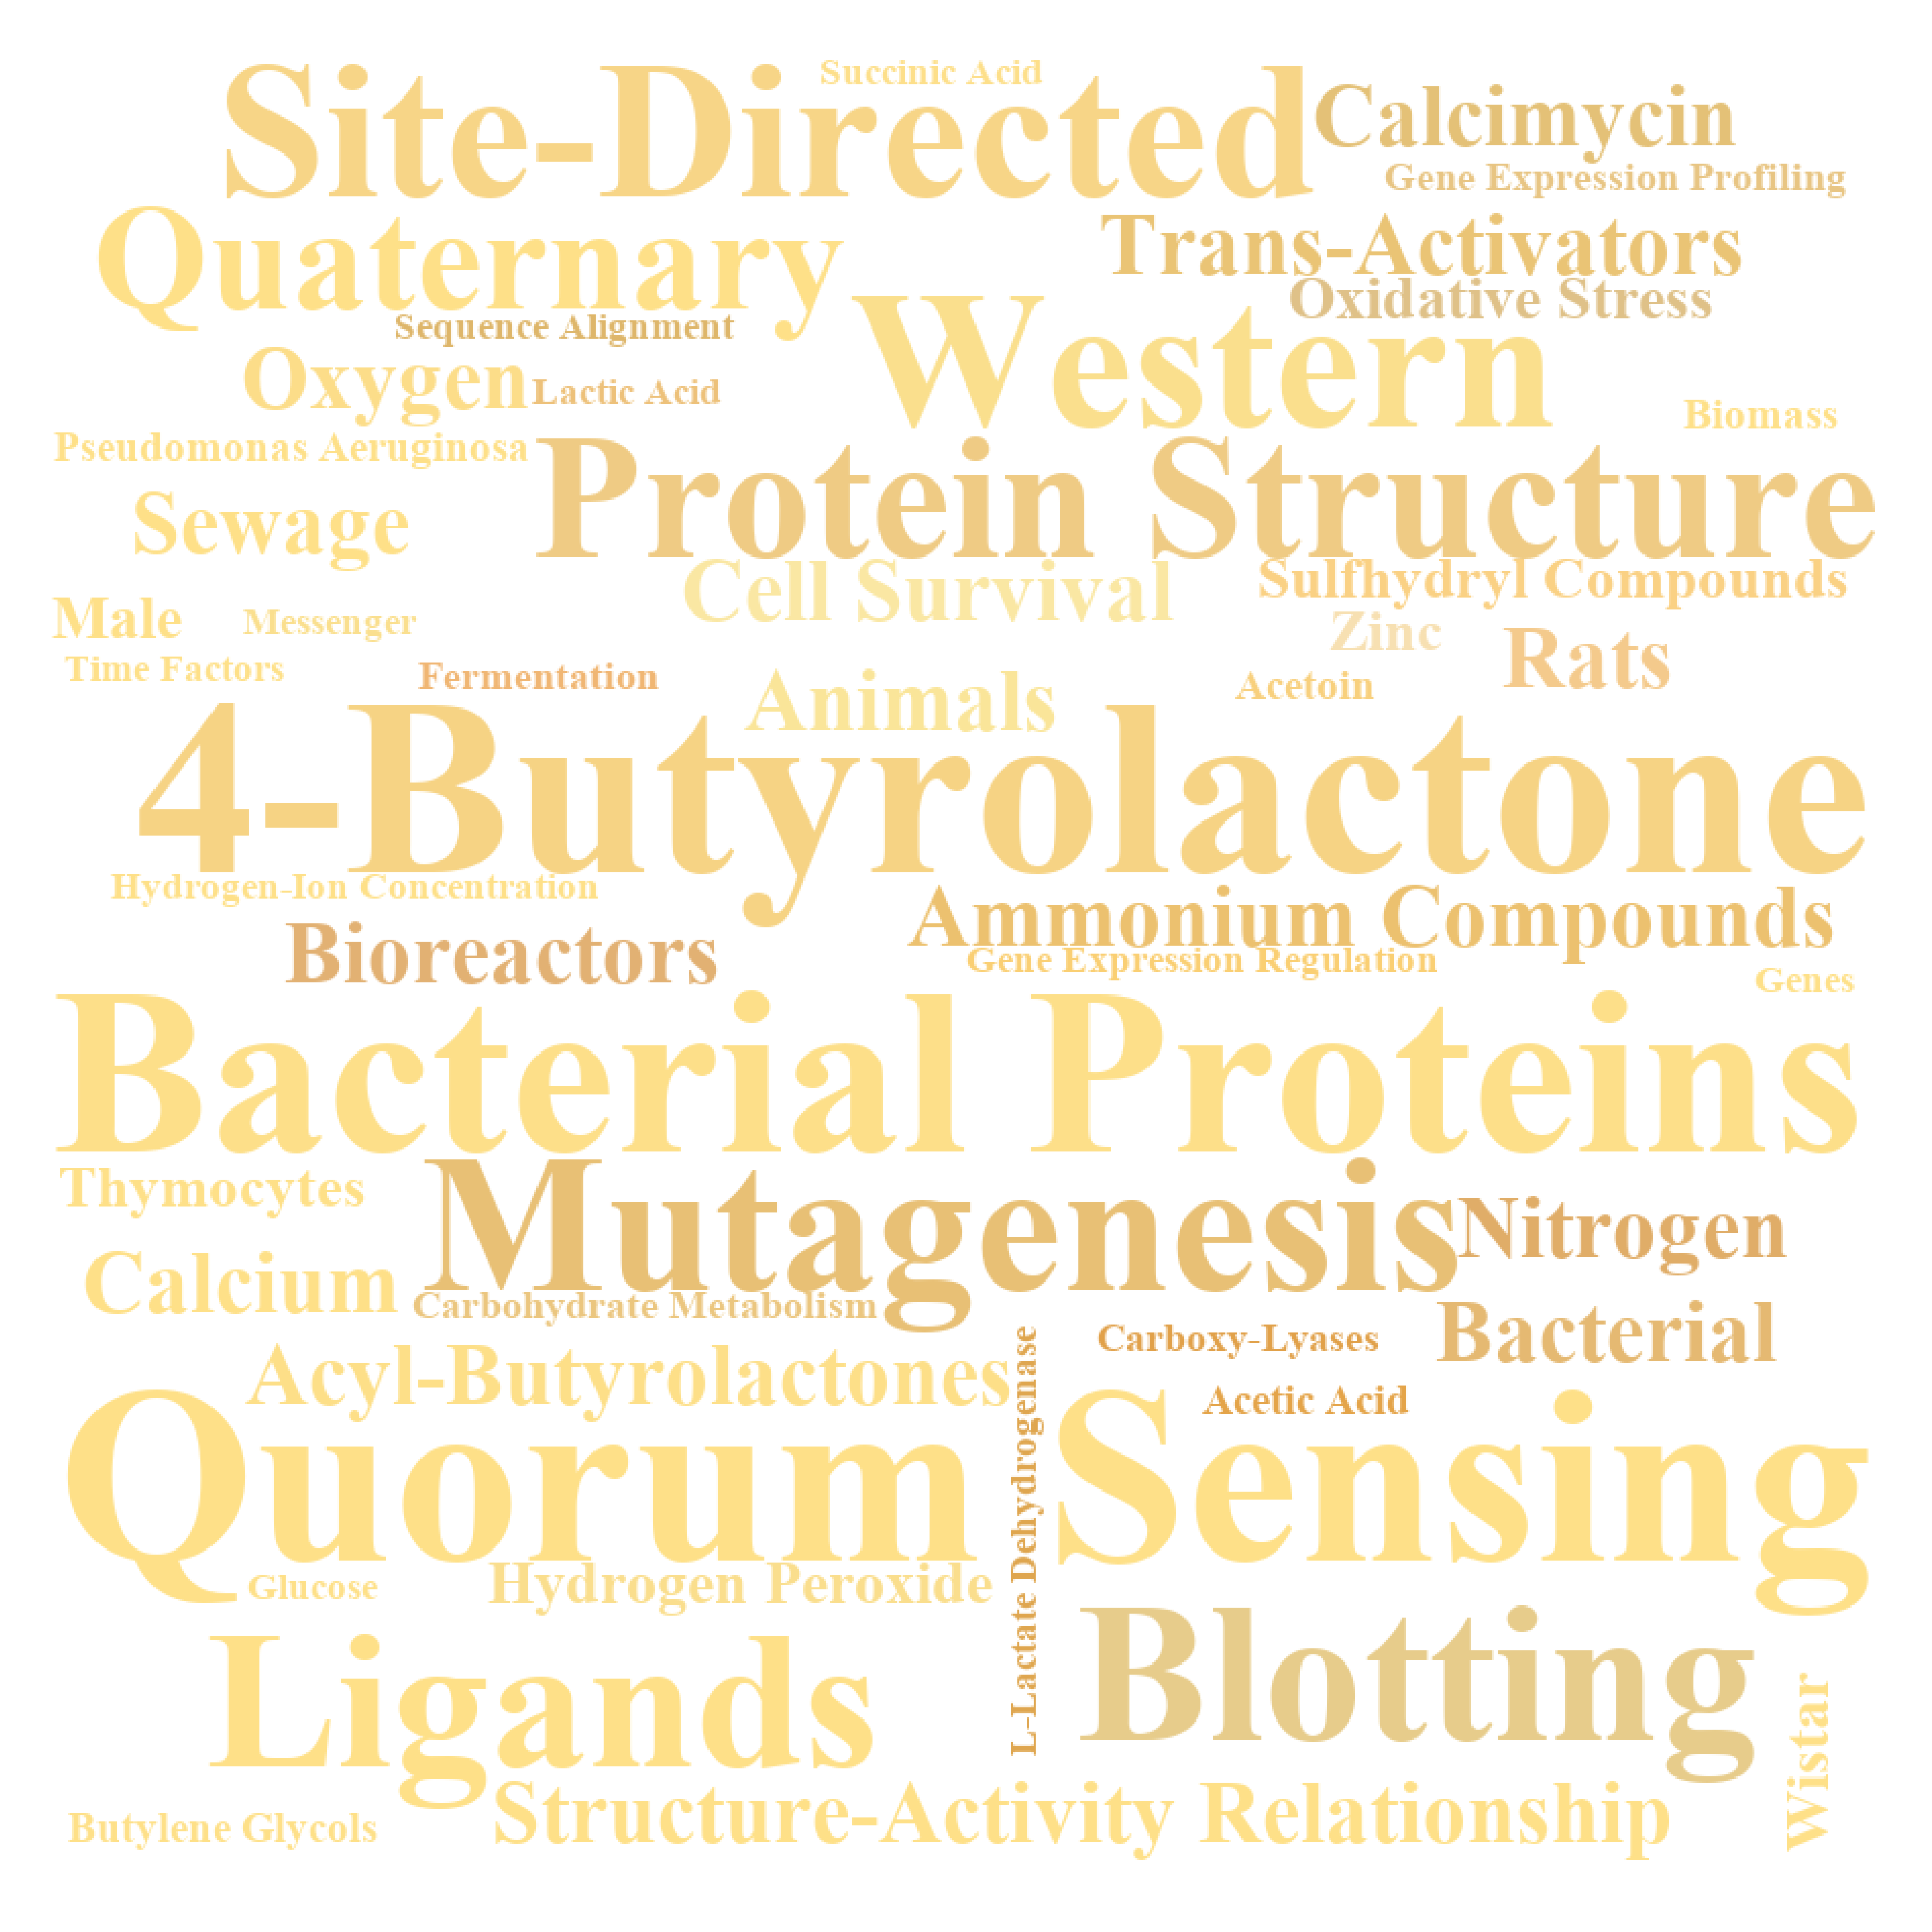 Succinic Acid
Site-Directed
Calcimycin
Gene Expression Profiling
Quaternary
Trans-Activators
Oxidative Stress
Sequence Alignment
Western
Oxygen
Lactic Acid
Biomass
Pseudomonas Aeruginosa
Protein Structure
Sewage
Cell Survival
Sulfhydryl Compounds
Male
Messenger
Zinc
Rats
Time Factors
Fermentation
Animals
Acetoin
4-Butyrolactone
Hydrogen-Ion Concentration
Ammonium Compounds
Bioreactors
Gene Expression Regulation
Genes
Bacterial Proteins
Thymocytes
Mutagenesis
Nitrogen
Calcium
Carbohydrate Metabolism
Carboxy-Lyases
Bacterial
Acyl-Butyrolactones
Acetic Acid
Quorum
Sensing
L-Lactate Dehydrogenase
Glucose
Hydrogen Peroxide
Ligands
Blotting
Wistar
Butylene Glycols
Structure-Activity Relationship